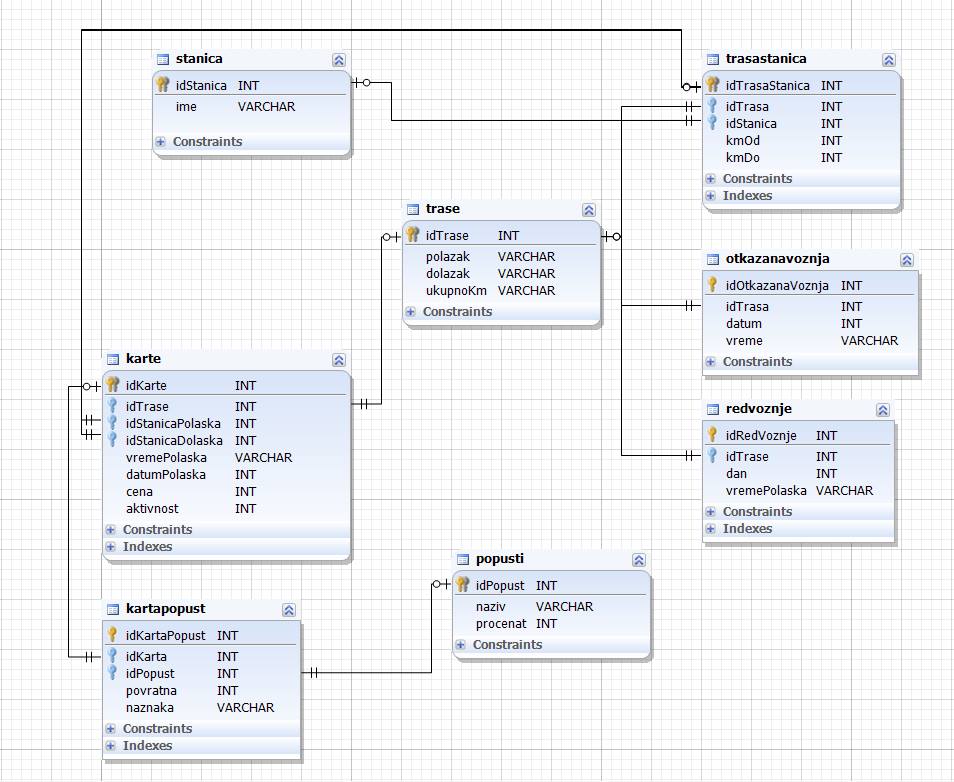 stanica
idStanica INT
ime VARCHAR
Constraints
trasastanica
idTrasaStanica INT
idTrasa INT
idStanica INT
kmOd INT
kmDo INT
Constraints
Indexes
trase
idTrase INT
polazak VARCHAR
dolazak VARCHAR
ukupnoKm VARCHAR
Constraints
otkazanavoznja
idOtkazanaVoznja INT
idTrasa INT
datum INT
vreme VARCHAR
Constraints
karte
idKarte INT
idTrase INT
idStanicaPolaska INT
idStanicaDolaska INT
vremePolaska VARCHAR
datumPolaska INT
cena INT
aktivnost INT
Constraints
Indexes
redvoznje
idRedVoznje INT
idTrase INT
dan INT
vremePolaska VARCHAR
Constraints
Indexes
popusti
idPopust INT
naziv VARCHAR
procenat INT
Constraints
kartapopust
idKartaPopust INT
idKarta INT
idPopust INT
povratna INT
naznaka VARCHAR
Constraints
Indexes